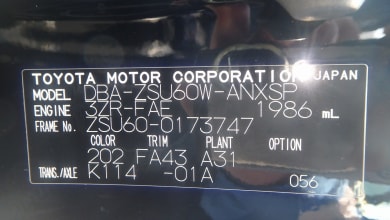 TOYOTA MOTOR CORPORATION JAPAN
MODEL DBA-ZSU60W-ANXSP
ENGINE 3ZR-FAE 1986 mL
FRAME No. ZSU60-0173747
COLOR TRIM PLANT OPTION
202 FA43 A31
TRANS./AXLE K114 -01A 056